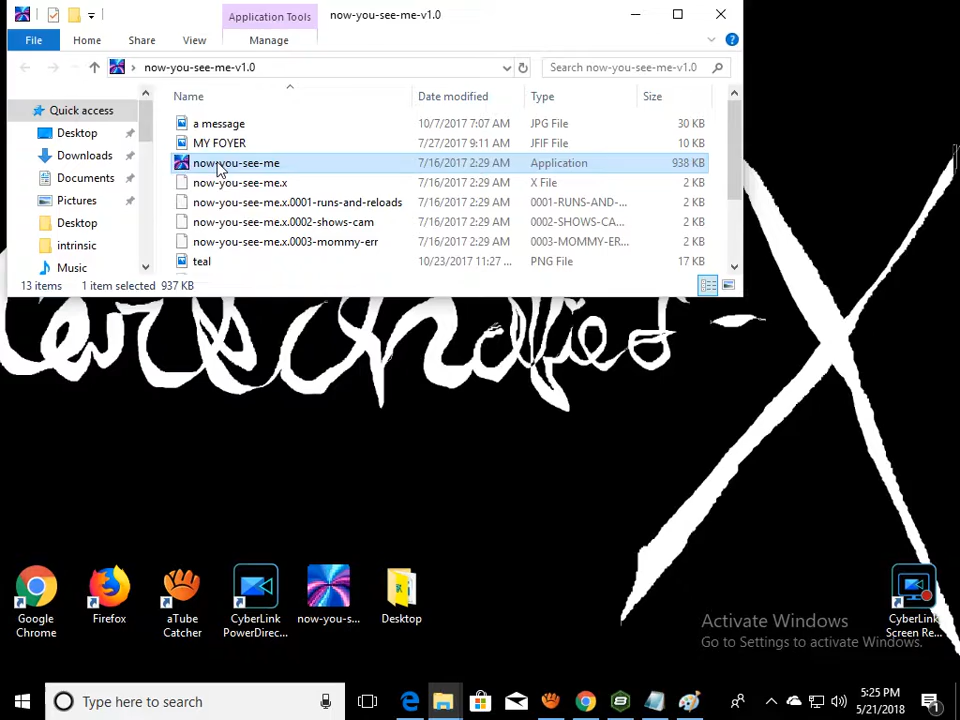 Application Tools
now-you-see-me-v1.0
File
Home
Share
View
Manage
now-you-see-me-v1.0
Search now-you-see-me-v1.0
Quick access
Desktop
Downloads
Documents
Pictures
Desktop
intrinsic
Music
Name
Date modified
Type
Size
a message 10/7/2017 7:07 AM JPG File 30 KB
MY FOYER 7/27/2017 9:11 AM JFIF File 10 KB
now-you-see-me 7/16/2017 2:29 AM Application 938 KB
now-you-see-me.x 7/16/2017 2:29 AM X File 2 KB
now-you-see-me.x.0001-runs-and-reloads 7/16/2017 2:29 AM 0001-RUNS-AND-... 2 KB
now-you-see-me.x.0002-shows-cam 7/16/2017 2:29 AM 0002-SHOWS-CA... 2 KB
now-you-see-me.x.0003-mommy-err 7/16/2017 2:29 AM 0003-MOMMY-ER... 2 KB
teal 10/23/2017 11:27 ... PNG File 17 KB
13 items 1 item selected 937 KB
X
Google Chrome
Firefox
aTube Catcher
CyberLink PowerDirec...
now-you-s...
Desktop
CyberLink Screen Re...
Activate Windows
Go to Settings to activate Windows.
Type here to search
5:25 PM
5/21/2018
1